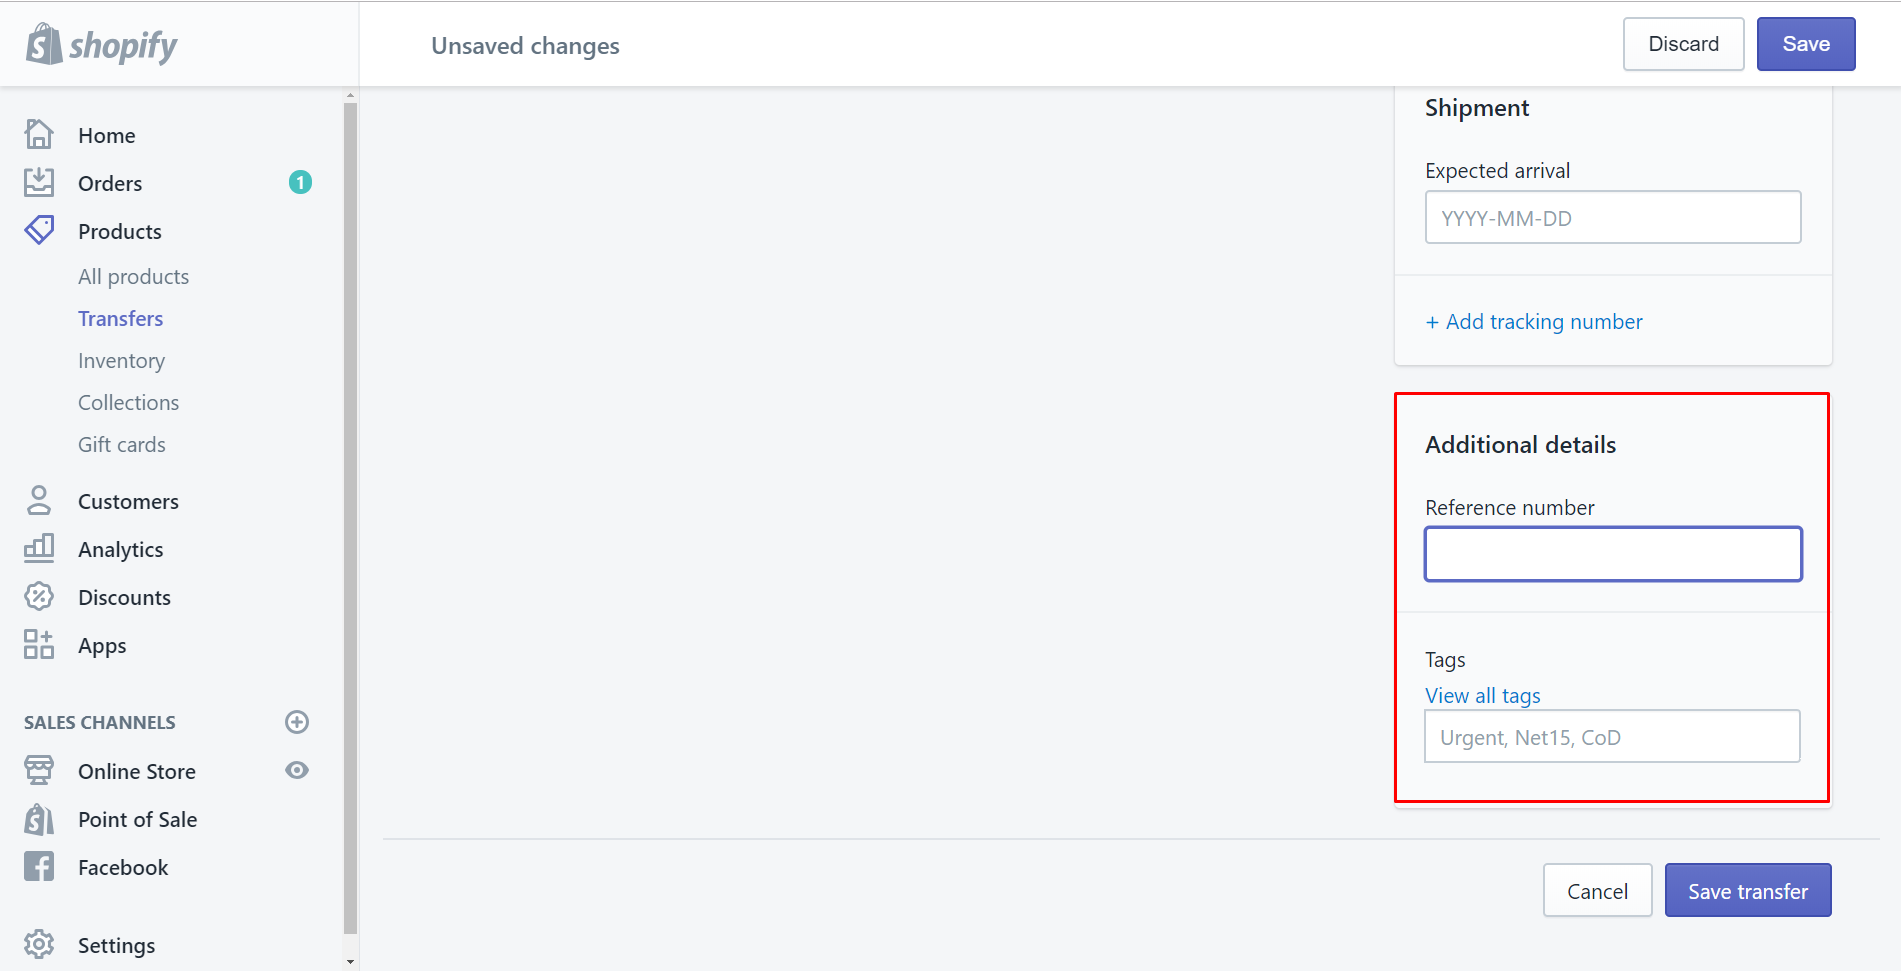 shopify
Unsaved changes
Discard
Save
Home
Orders
1
Products
All products
Transfers
Inventory
Collections
Gift cards
Customers
Analytics
Discounts
Apps
SALES CHANNELS
Online Store
Point of Sale
Facebook
Settings
Shipment
Expected arrival
YYYY-MM-DD
+ Add tracking number
Additional details
Reference number
Tags
View all tags
Urgent, Net15, CoD
Cancel
Save transfer